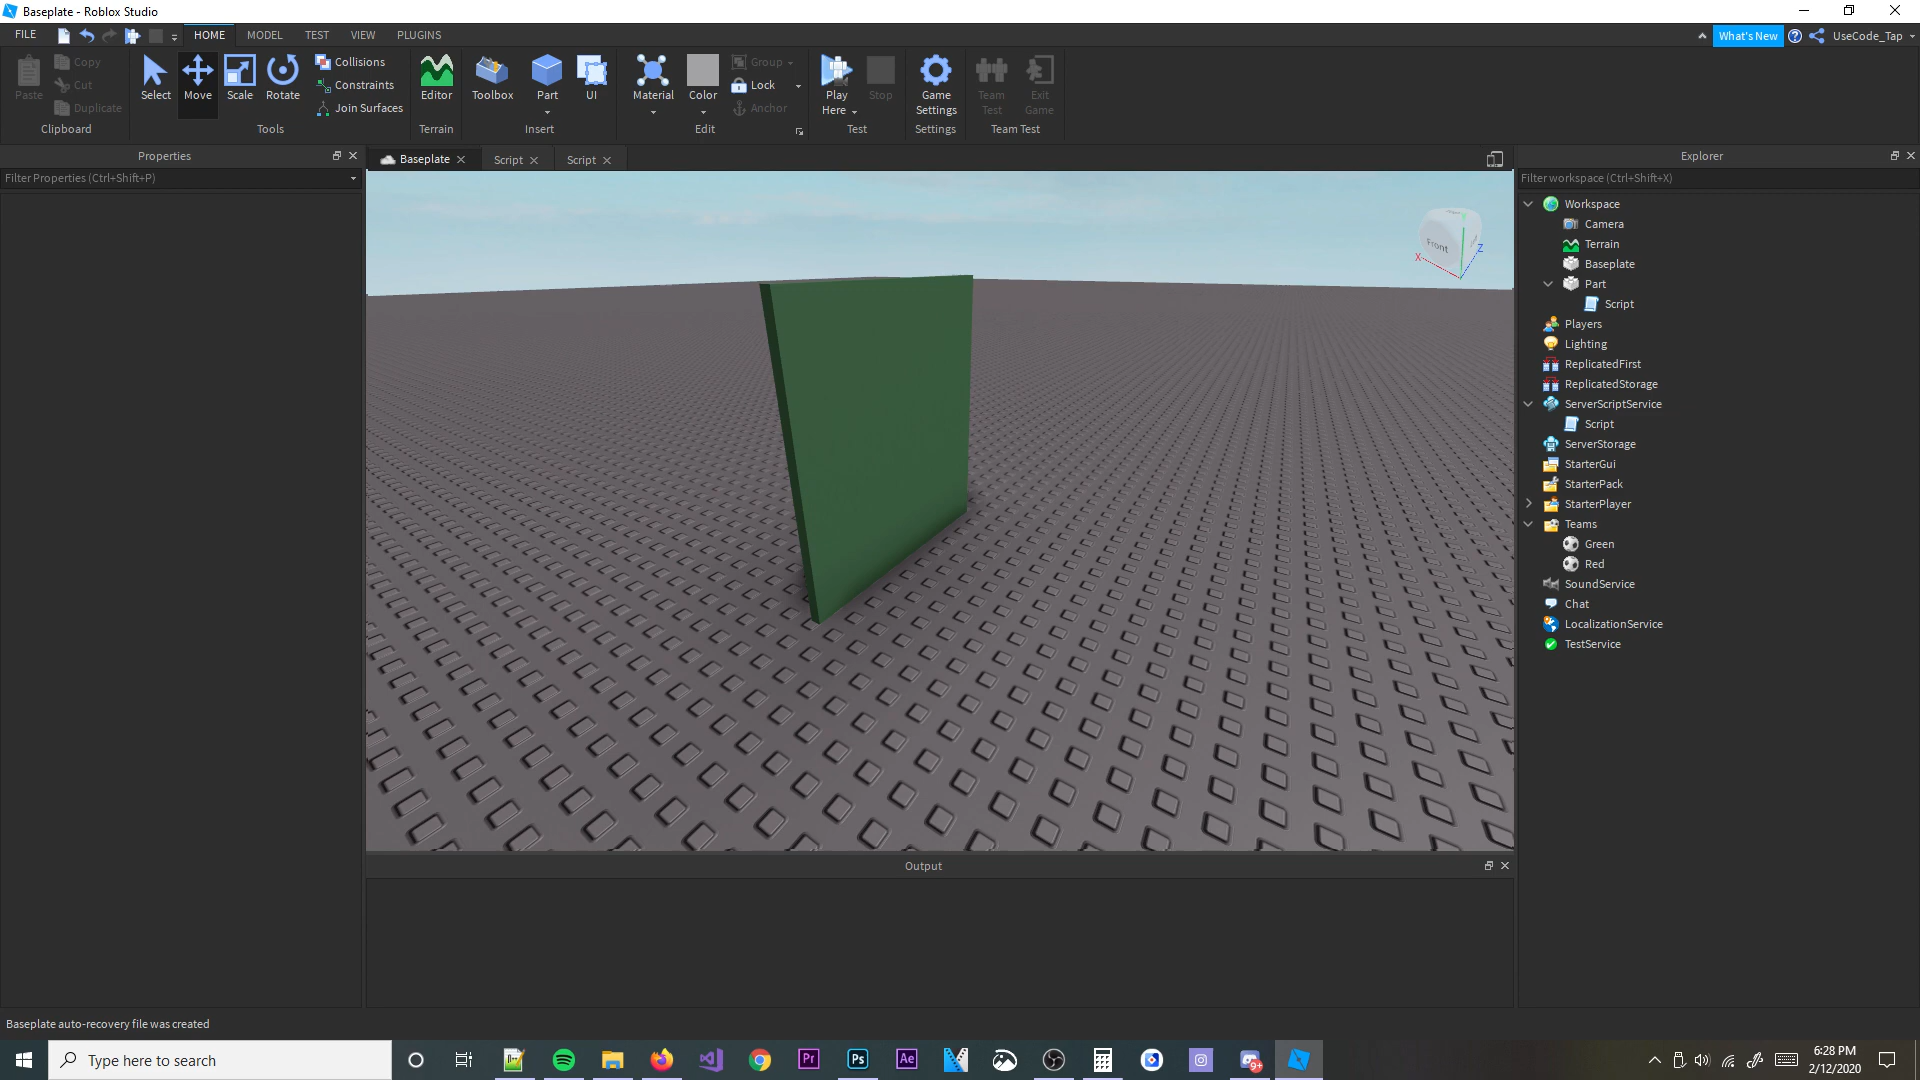 Baseplate - Roblox Studio
FILE HOME MODEL TEST VIEW PLUGINS What's New UseCode_Tap
Paste Copy Cut Duplicate
Select Move Scale Rotate
Collisions
Constraints
Join Surfaces
Editor Toolbox Part UI
Material Color Group Lock Anchor
Play Here Stop
Game Settings
Team Test Exit Game
Clipboard Tools Terrain Insert Edit Test Settings Team Test
Properties
Filter Properties (Ctrl+Shift+P)
Baseplate Script Script
Front
X
Z
Explorer
Filter workspace (Ctrl+Shift+X)
Workspace
Camera
Terrain
Baseplate
Part
Script
Players
Lighting
ReplicatedFirst
ReplicatedStorage
ServerScriptService
Script
ServerStorage
StarterGui
StarterPack
StarterPlayer
Teams
Green
Red
SoundService
Chat
LocalizationService
TestService
Output
Baseplate auto-recovery file was created
Type here to search
Pr Ps Ae
9+
6:28 PM
2/12/2020